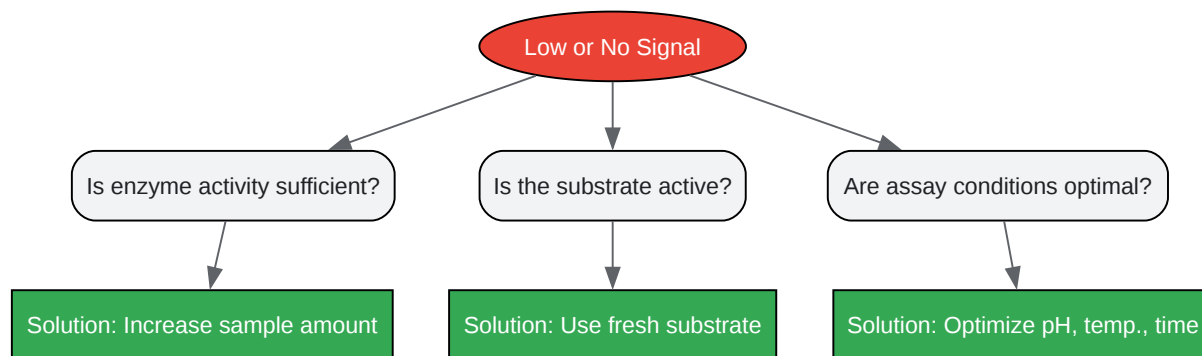 Low or No Signal
Is enzyme activity sufficient?
Is the substrate active?
Are assay conditions optimal?
Solution: Increase sample amount
Solution: Use fresh substrate
Solution: Optimize pH, temp., time